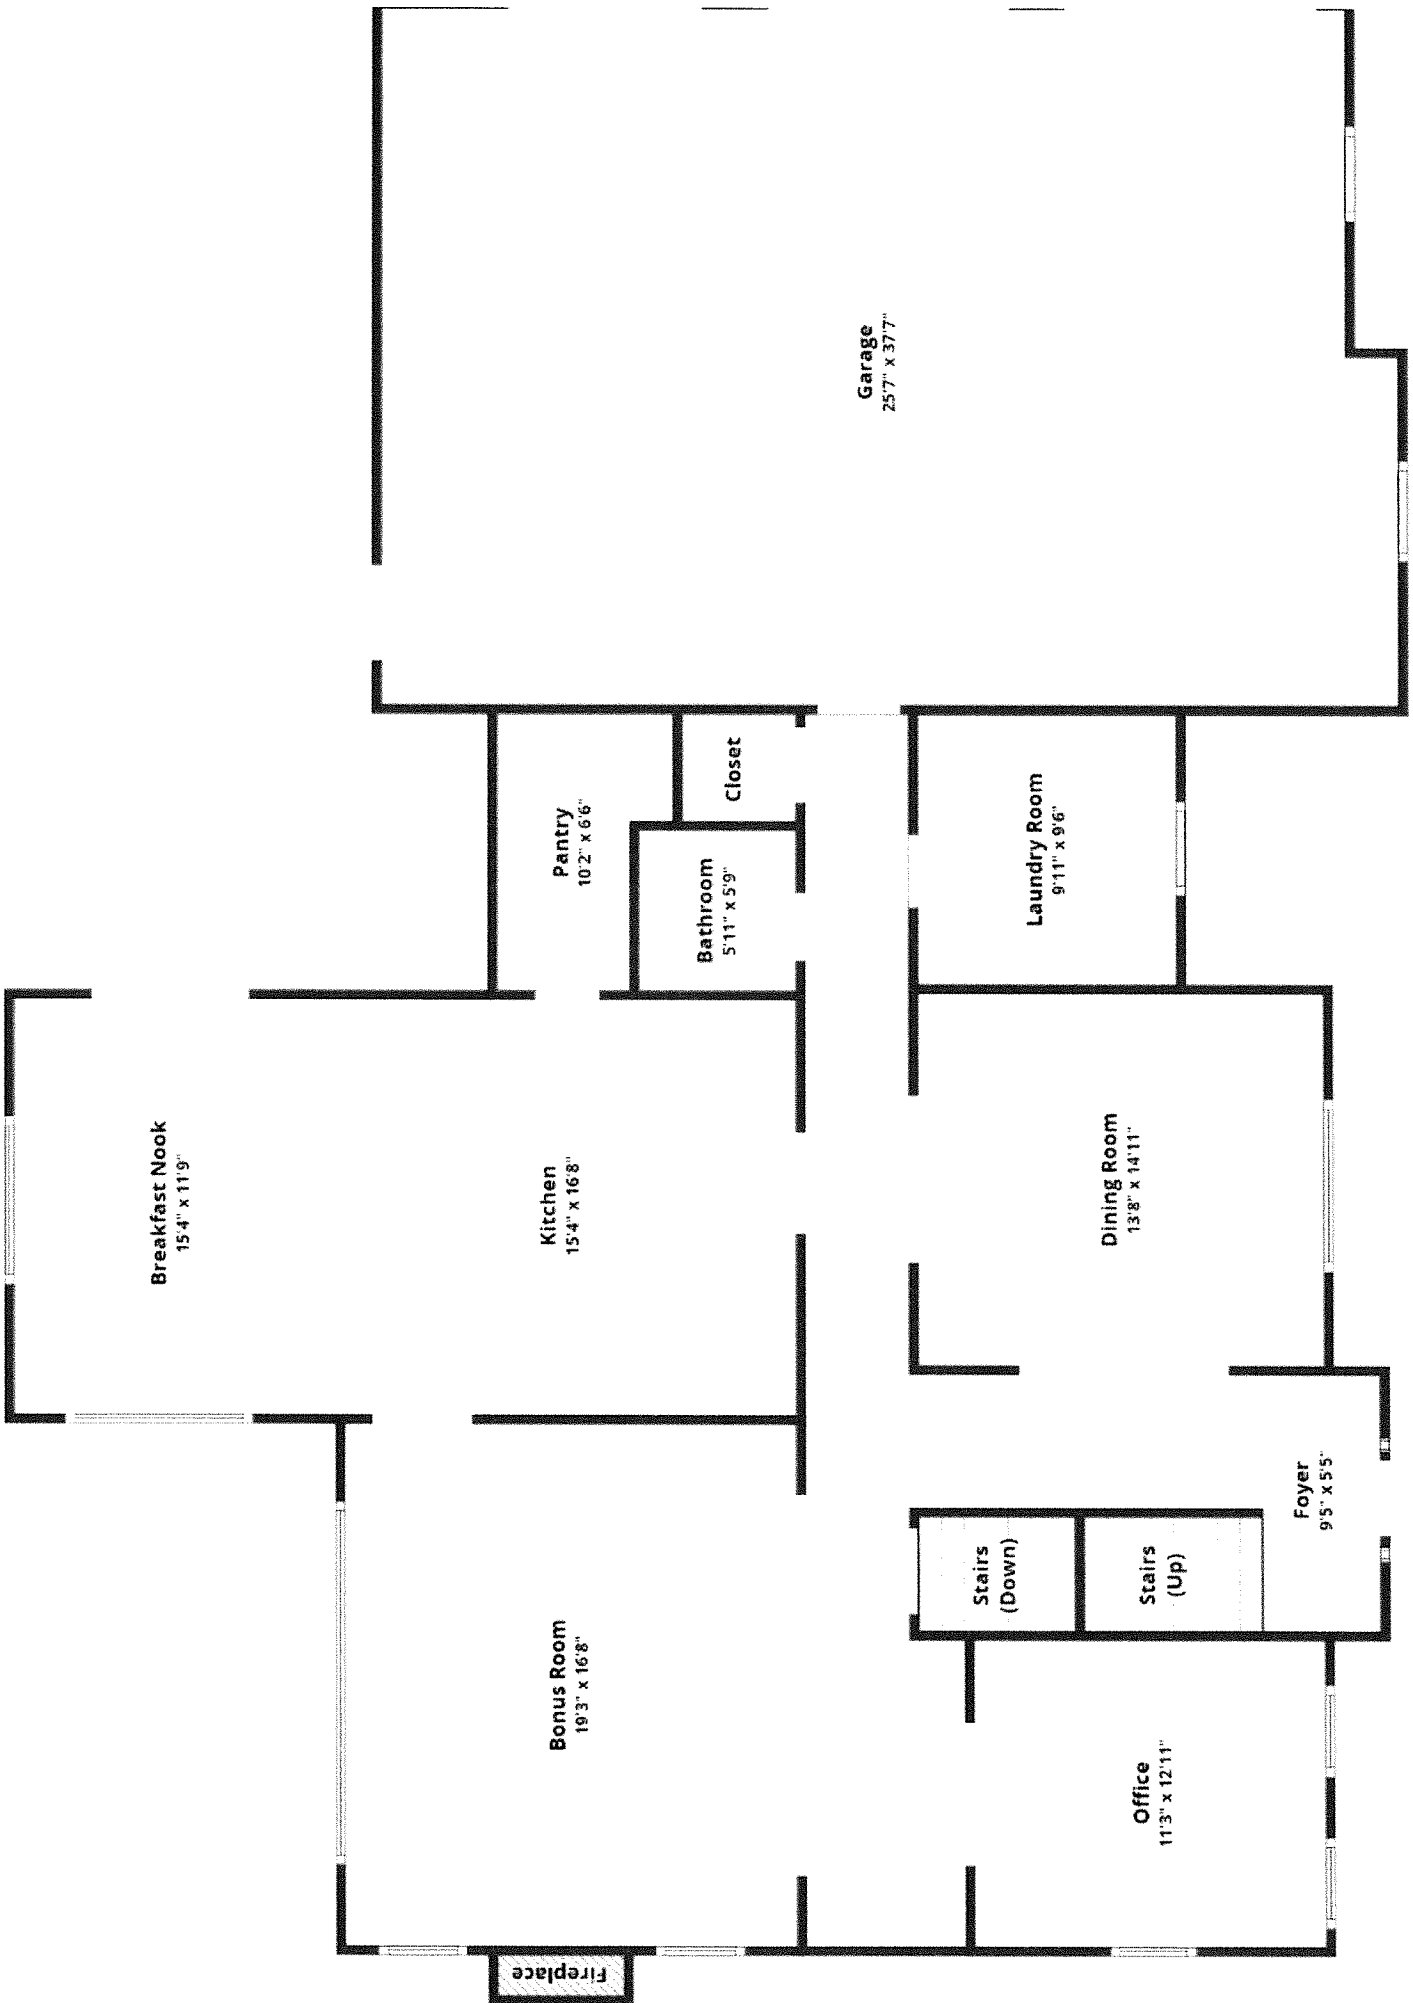 Breakfast Nook
15'4" x 11'9"
Kitchen
15'4" x 16'8"
Pantry
10'2" x 6'6"
Bathroom
5'11" x 5'9"
Closet
Garage
25'7" x 37'7"
Laundry Room
9'11" x 9'6"
Dining Room
13'8" x 14'11"
Foyer
9'5" x 5'5"
Stairs
(Down)
Stairs
(Up)
Bonus Room
19'3" x 16'8"
Office
11'3" x 12'11"
Fireplace